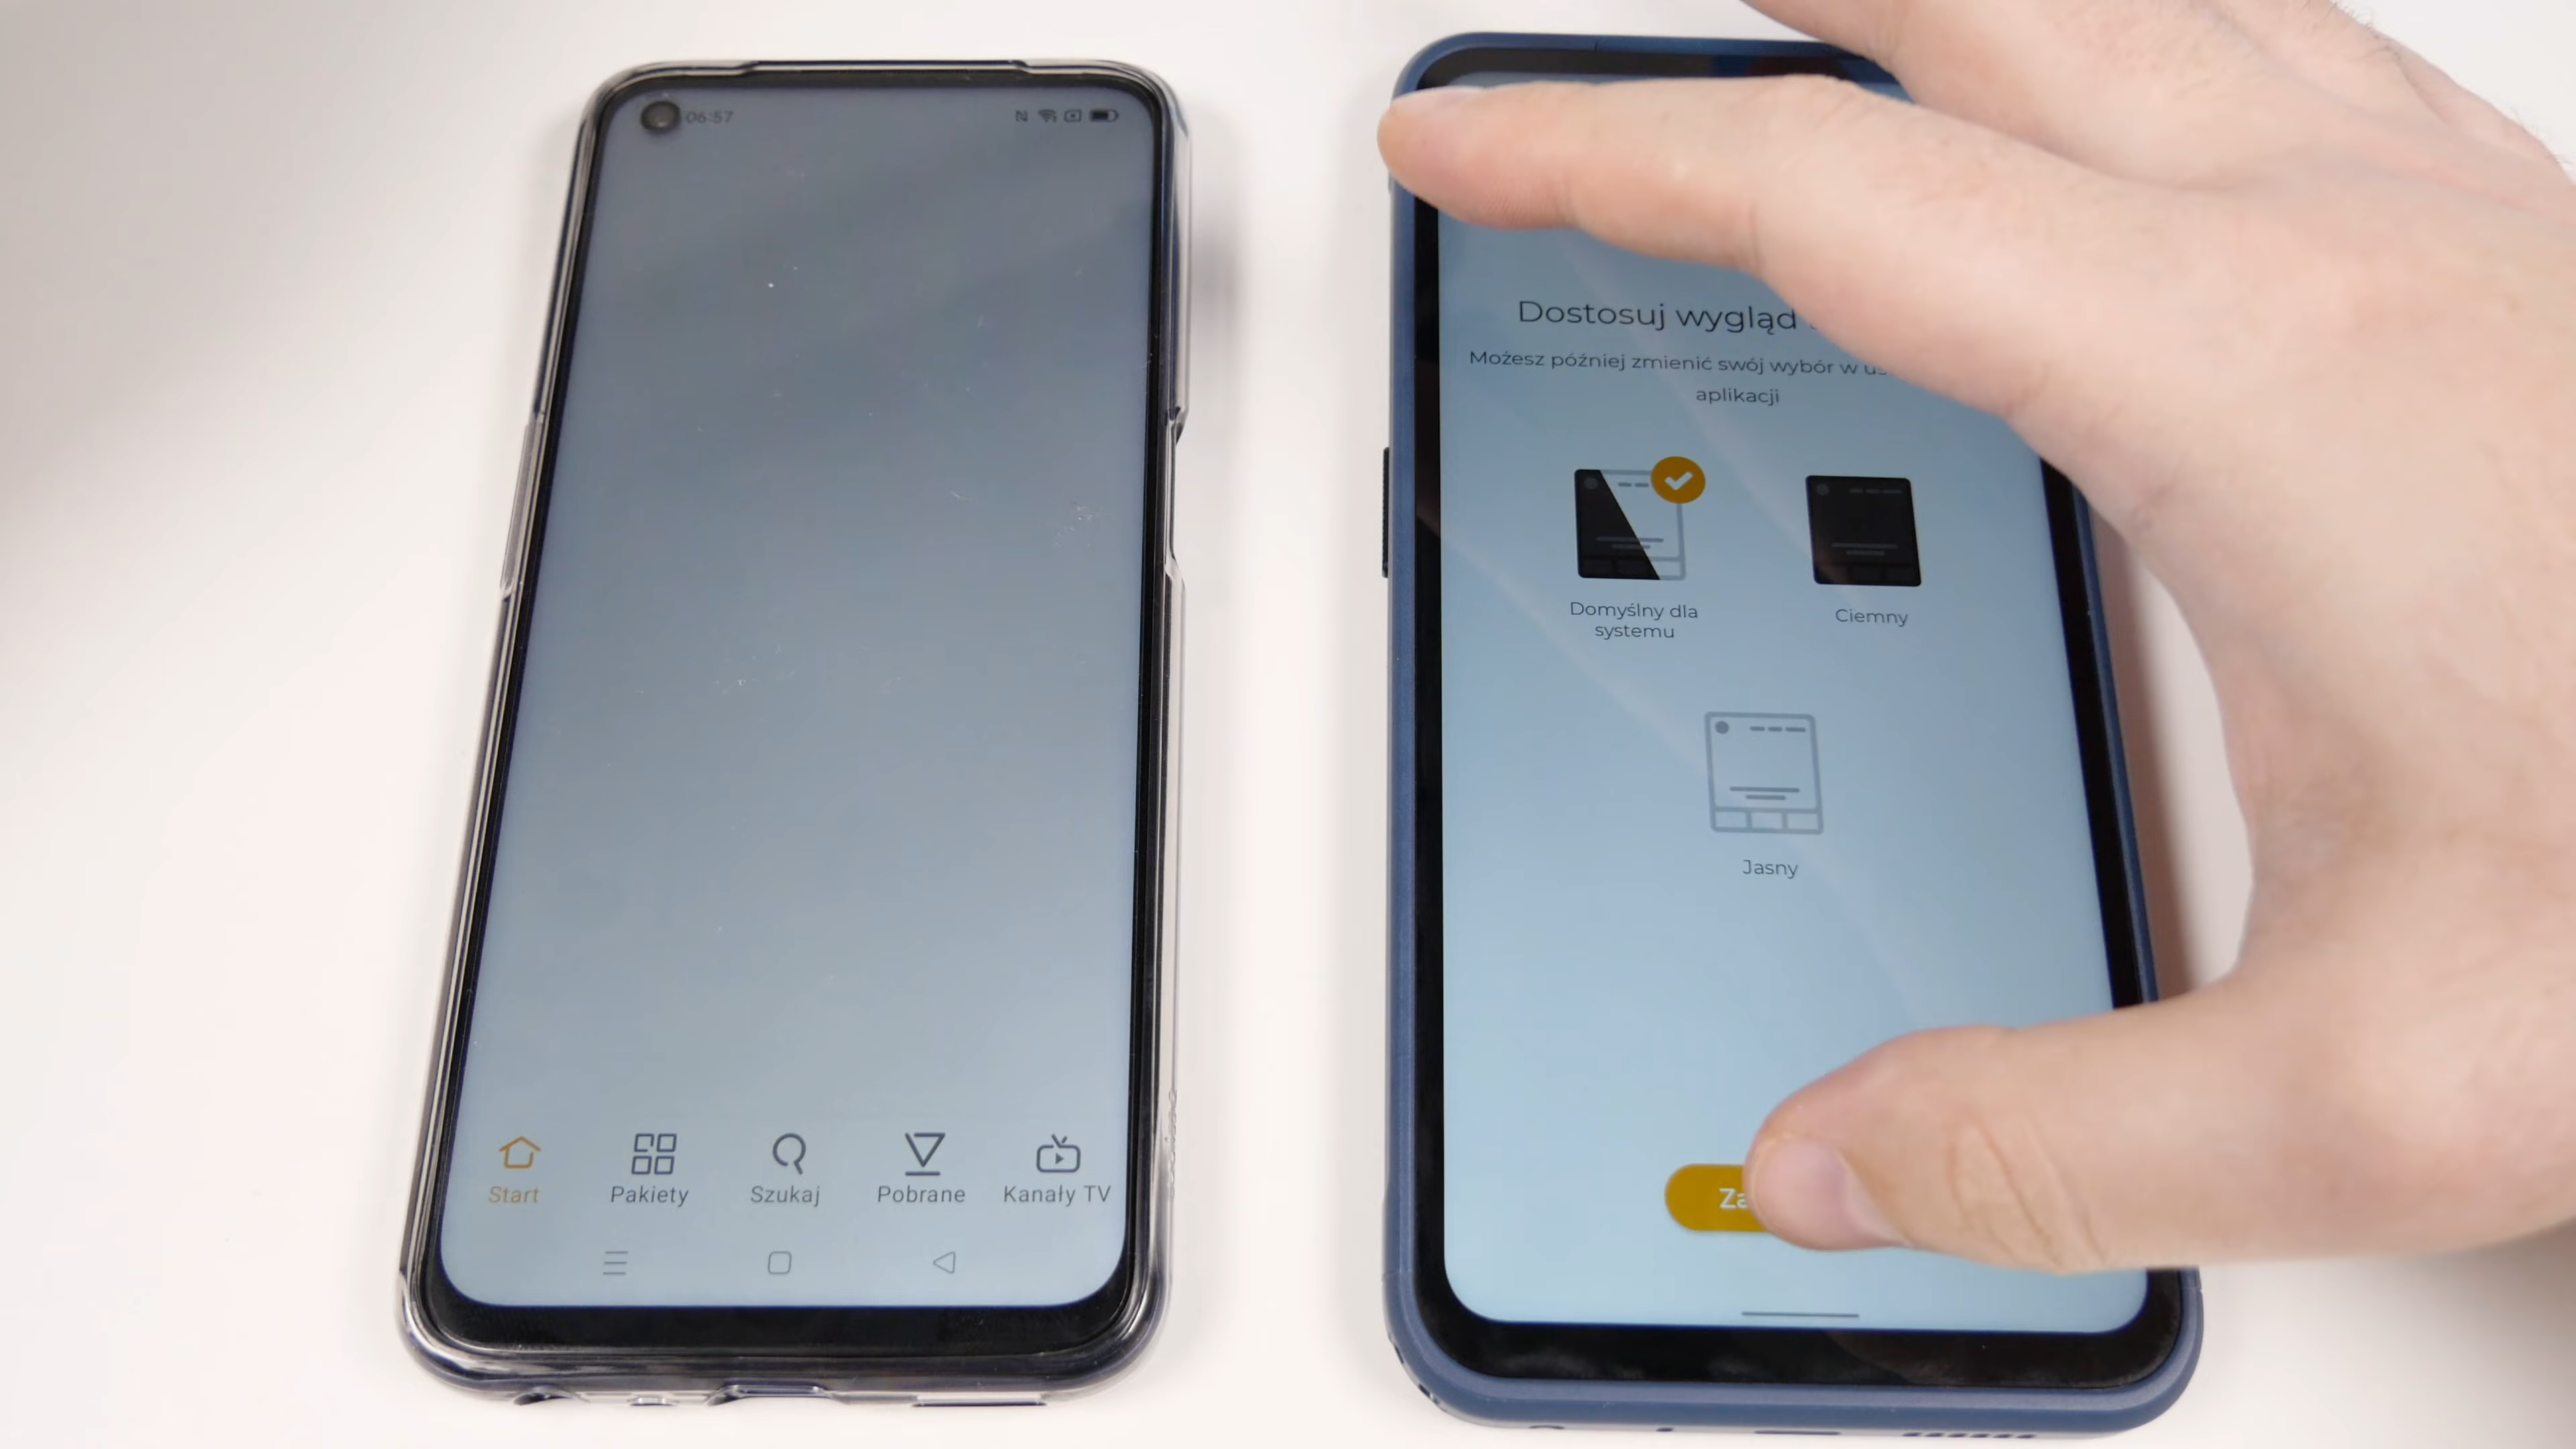 06:57
Start
Pakiety
Szukaj
Pobrane
Kanały TV
Dostosuj wygląd
Możesz później zmienić swój wybór w
aplikacji
Domyślny dla
systemu
Ciemny
Jasny